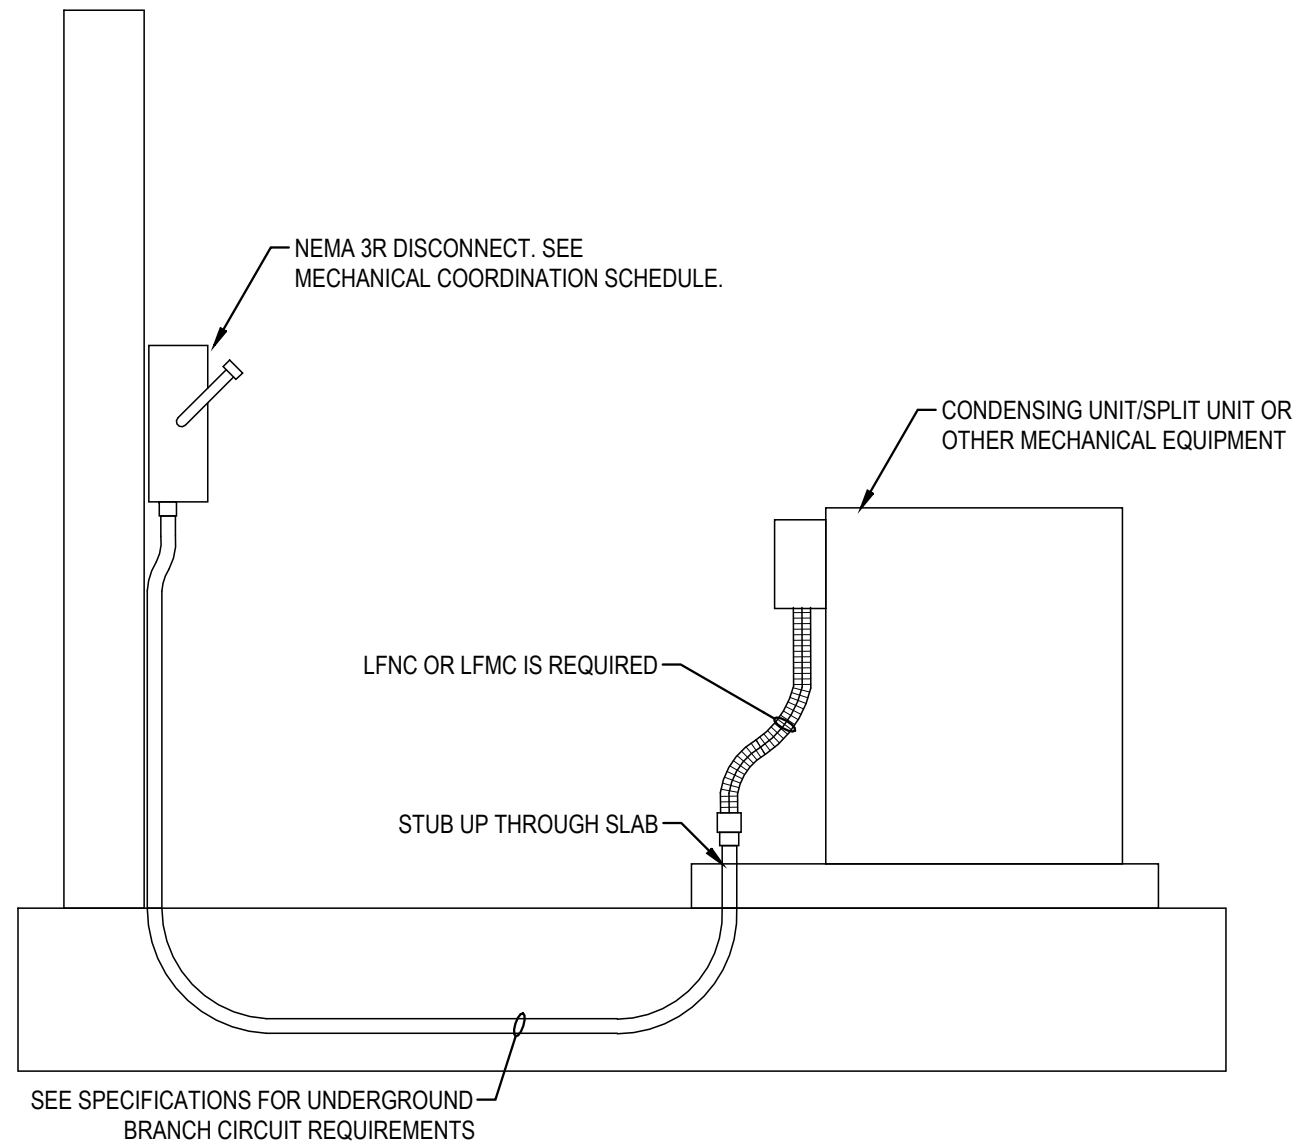 NEMA 3R DISCONNECT. SEE
MECHANICAL COORDINATION SCHEDULE.
CONDENSING UNIT/SPLIT UNIT OR
OTHER MECHANICAL EQUIPMENT
LFNC OR LFMC IS REQUIRED
STUB UP THROUGH SLAB
SEE SPECIFICATIONS FOR UNDERGROUND
BRANCH CIRCUIT REQUIREMENTS